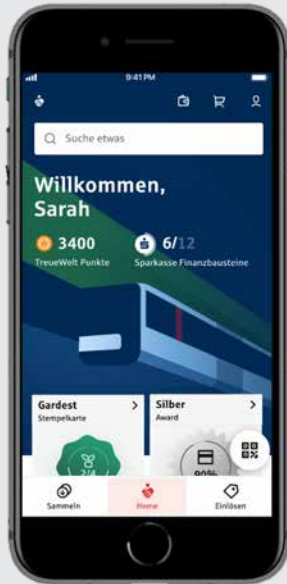 9:41 PM
Suche etwas
Willkommen,
Sarah
3400
6/12
TreueWelt Punkte
Sparkasse Finanzbausteine
Gardest
Silber
Stempelkarte
Award
2/4
90%
Sammeln
Home
Einlösen